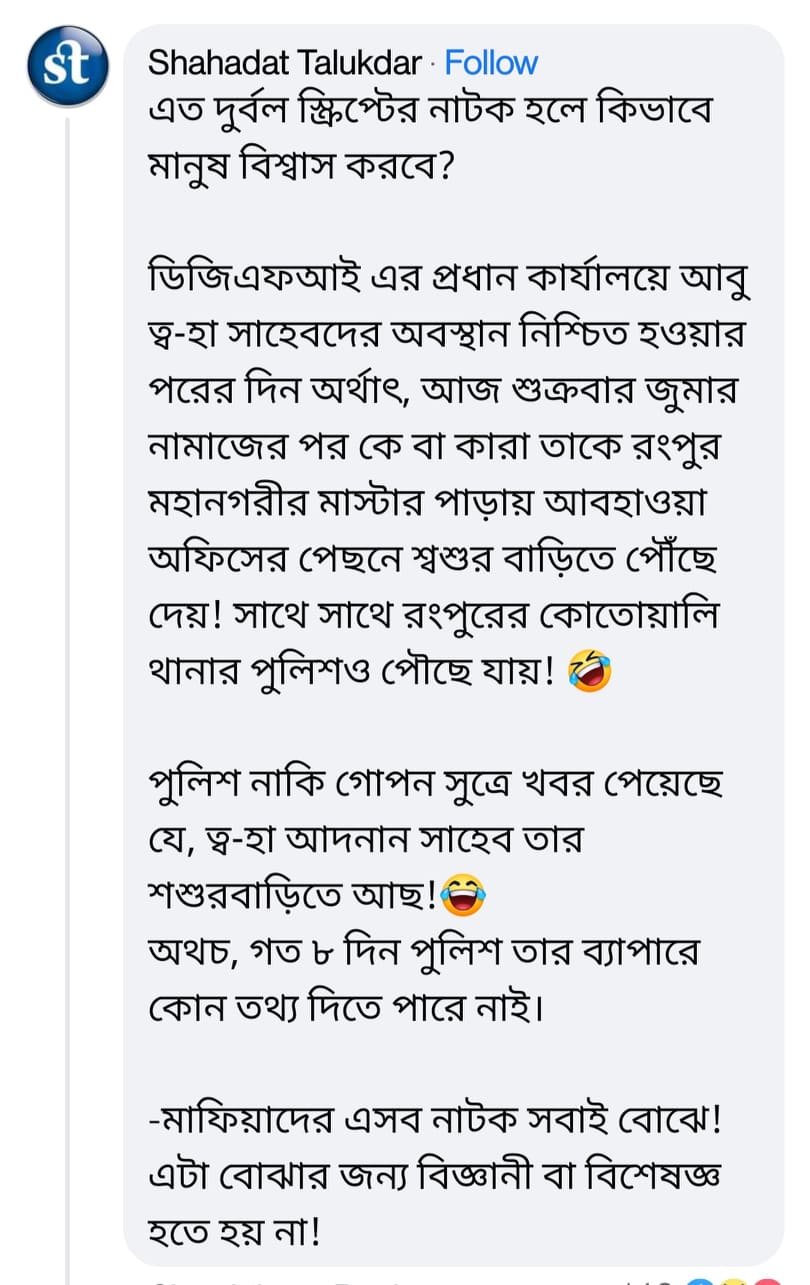 st
Shahadat Talukdar · Follow
এত দুর্বল স্ক্রিপ্টের নাটক হলে কিভাবে
মানুষ বিশ্বাস করবে?
ডিজিএফআই এর প্রধান কার্যালয়ে আবু
ত্ব-হা সাহেবদের অবস্থান নিশ্চিত হওয়ার
পরের দিন অর্থাৎ, আজ শুক্রবার জুমার
নামাজের পর কে বা কারা তাকে রংপুর
মহানগরীর মাস্টার পাড়ায় আবহাওয়া
অফিসের পেছনে শ্বশুর বাড়িতে পৌঁছে
দেয়! সাথে সাথে রংপুরের কোতোয়ালি
থানার পুলিশও পৌছে যায়! 🤣
পুলিশ নাকি গোপন সুত্রে খবর পেয়েছে
যে, ত্ব-হা আদনান সাহেব তার
শশুরবাড়িতে আছ!😂
অথচ, গত ৮ দিন পুলিশ তার ব্যাপারে
কোন তথ্য দিতে পারে নাই।
-মাফিয়াদের এসব নাটক সবাই বোঝে!
এটা বোঝার জন্য বিজ্ঞানী বা বিশেষজ্ঞ
হতে হয় না!